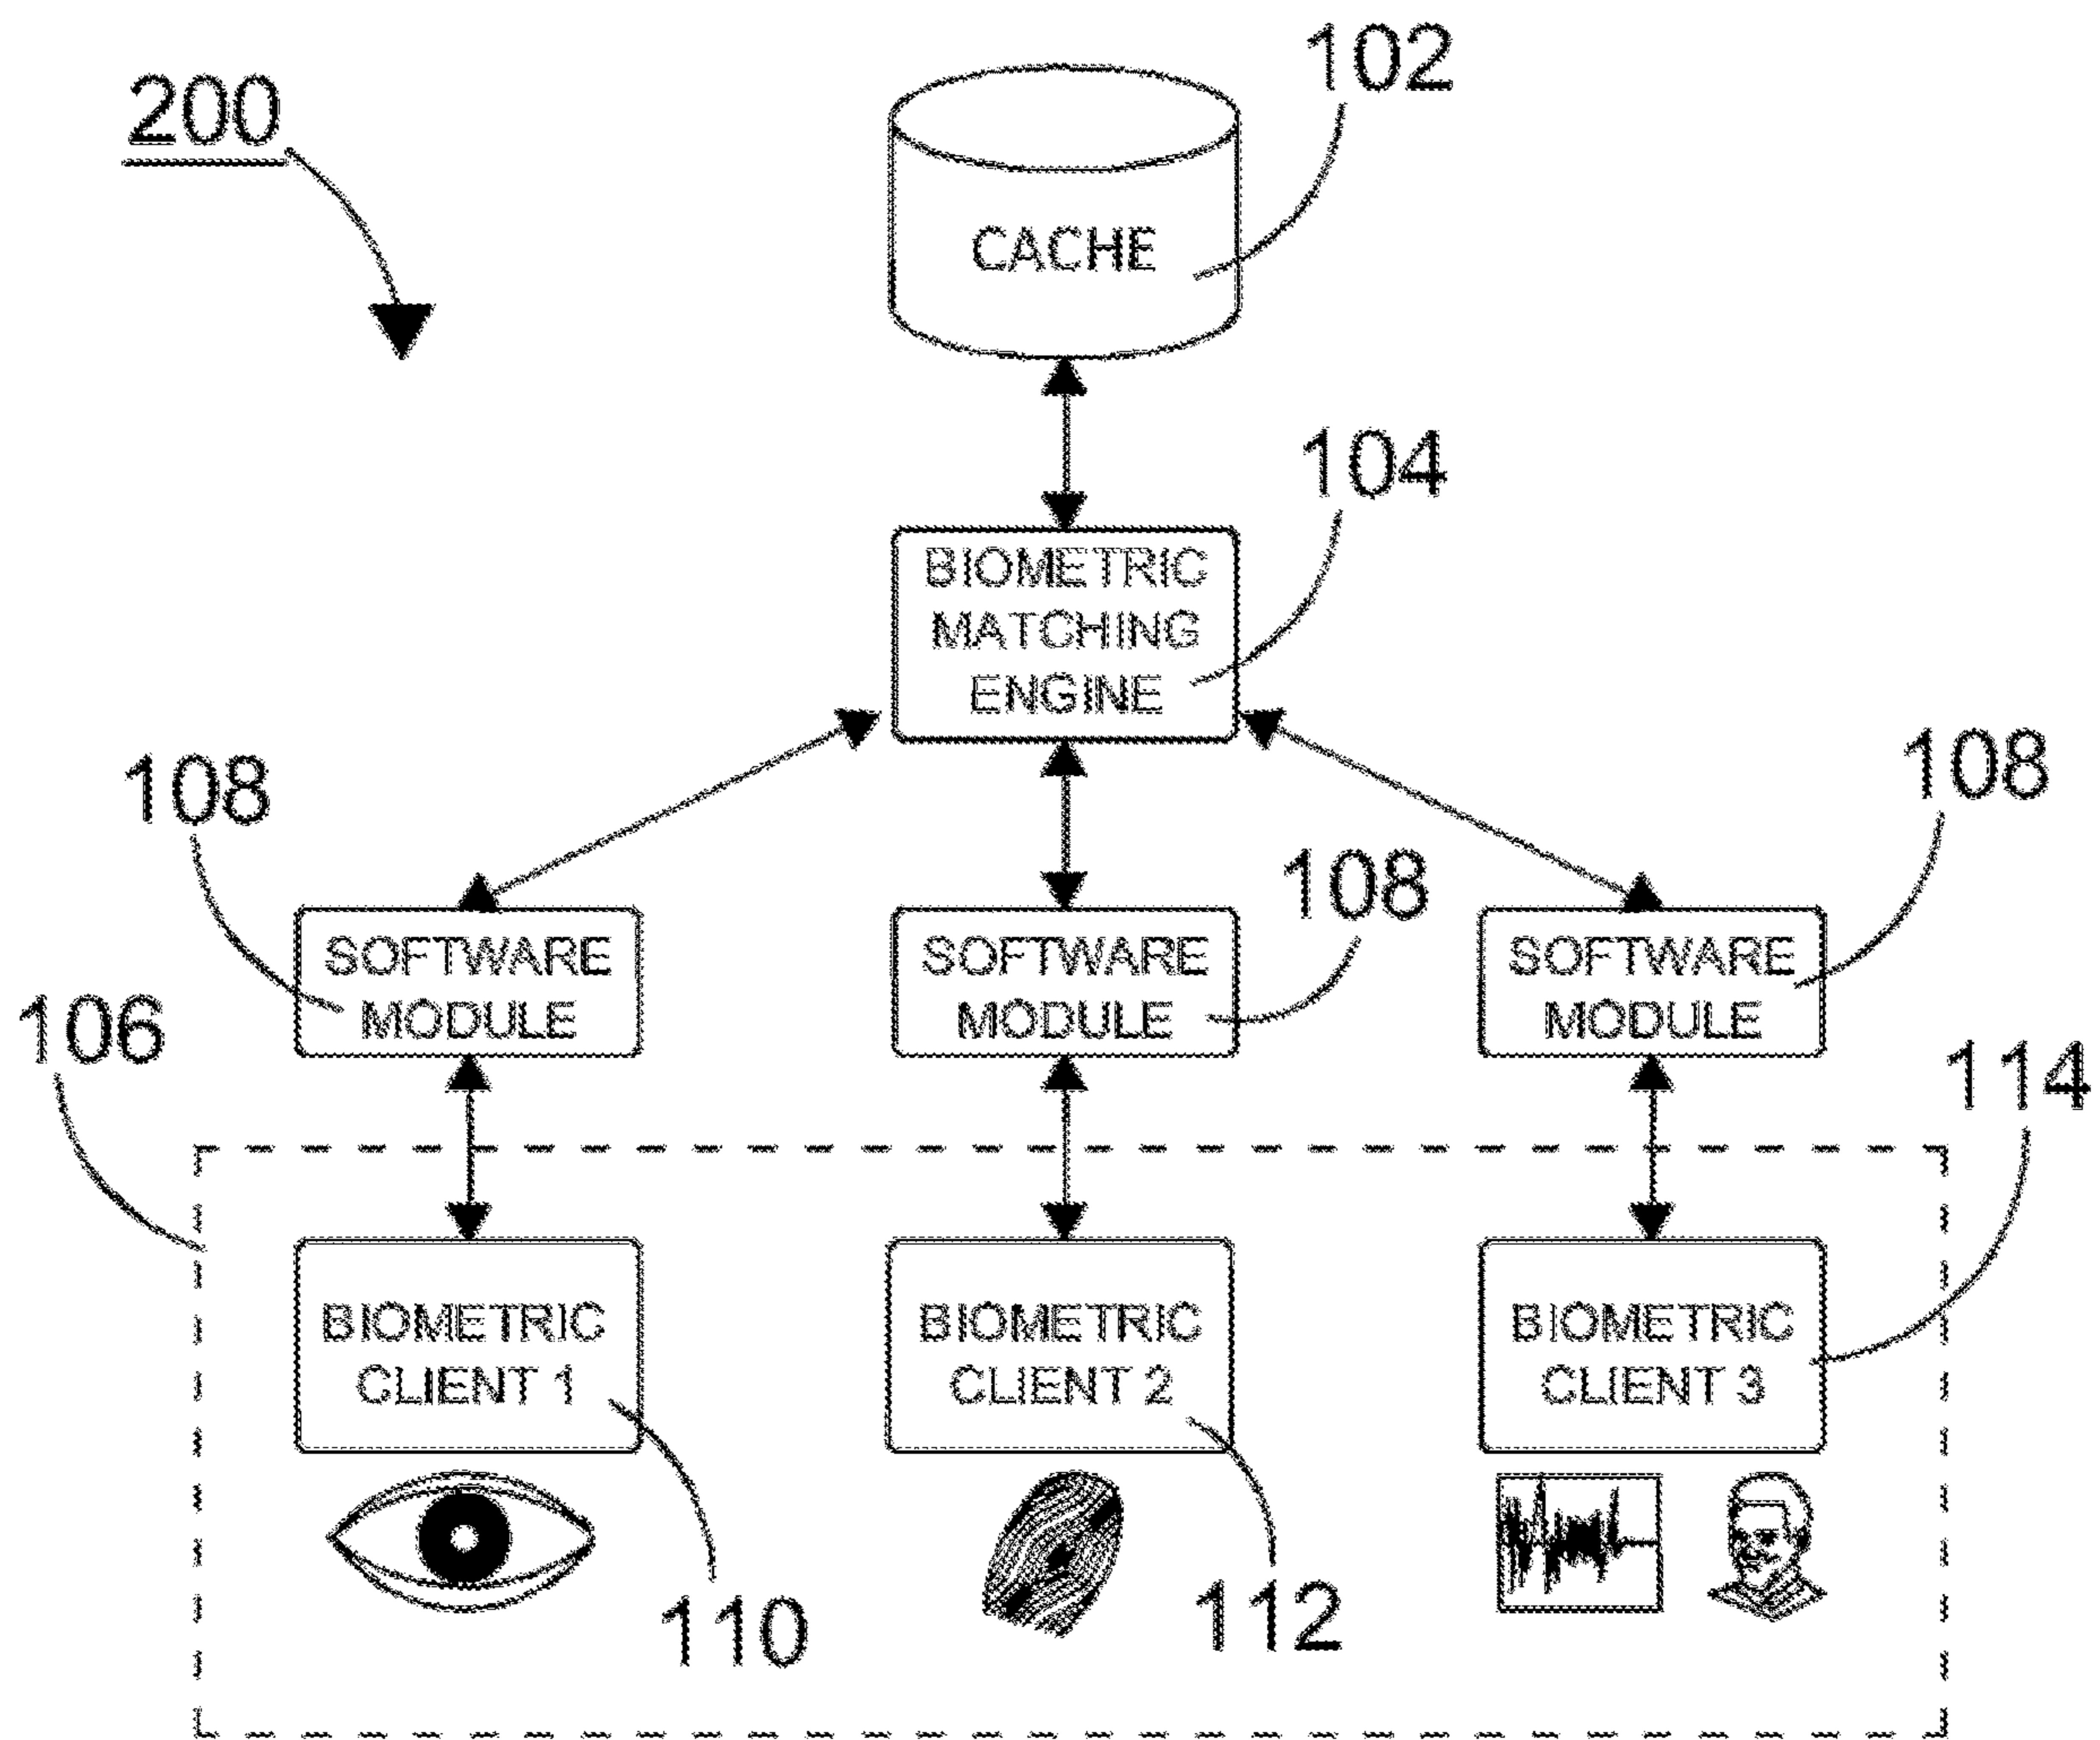 200
102
CACHE
104
BIOMETRIC
MATCHING
ENGINE
108
108
108
SOFTWARE
MODULE
SOFTWARE
MODULE
SOFTWARE
MODULE
106
114
BIOMETRIC
CLIENT 1
BIOMETRIC
CLIENT 2
BIOMETRIC
CLIENT 3
110
112